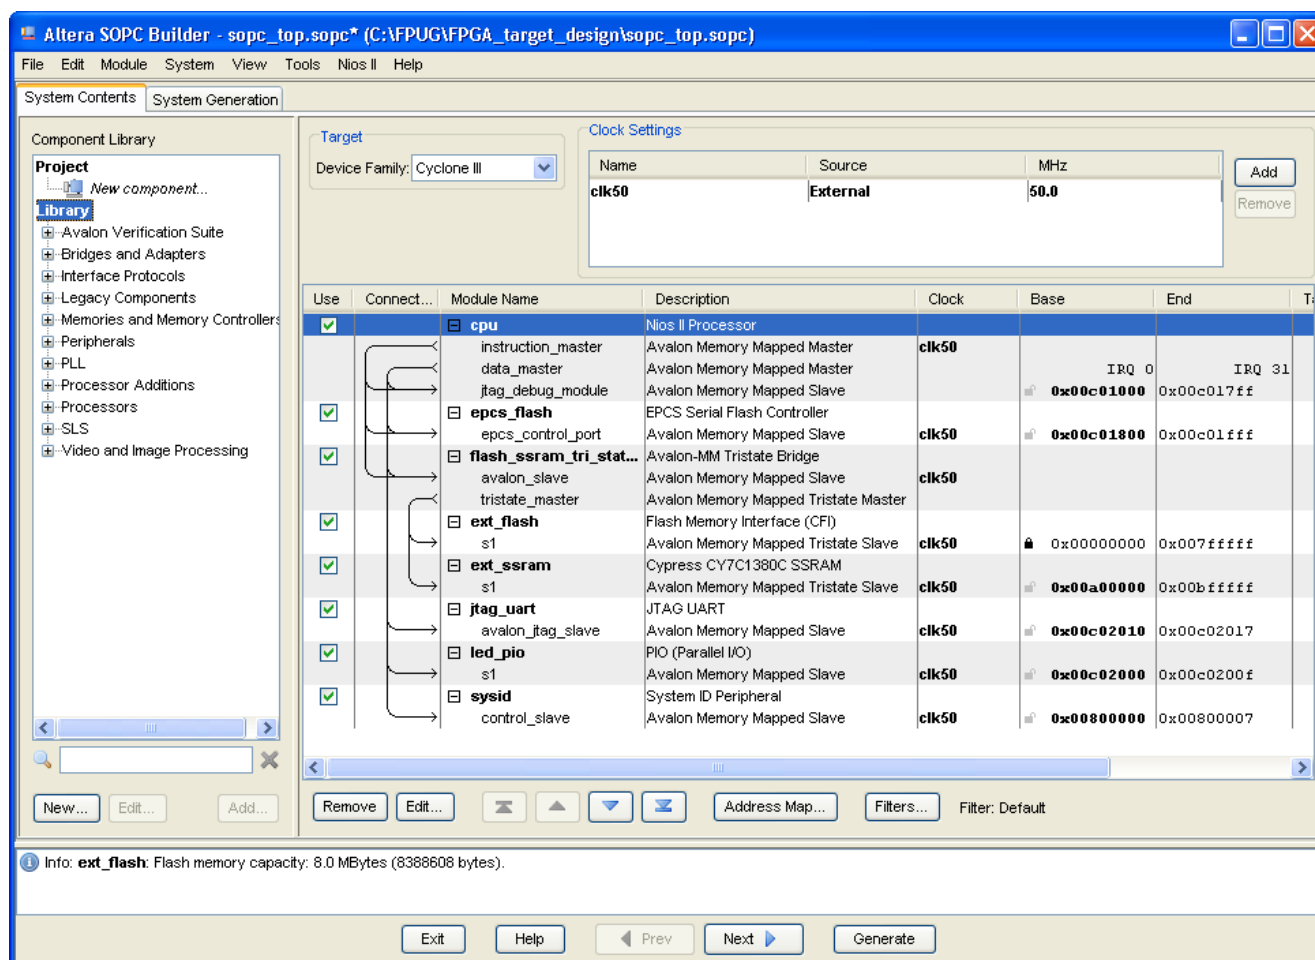 Altera SOPC Builder - sopc_top.sopc* (C:\FPUG\FPGA_target_design\sopc_top.sopc)
File Edit Module System View Tools Nios II Help
System Contents System Generation
Component Library
Project
New component...
Library
Avalon Verification Suite
Bridges and Adapters
Interface Protocols
Legacy Components
Memories and Memory Controllers
Peripherals
PLL
Processor Additions
Processors
SLS
Video and Image Processing
New... Edit... Add...
Target
Device Family: Cyclone III
Clock Settings
Name Source MHz
clk50 External 50.0
Add
Remove
Use Connect... Module Name Description Clock Base End T
cpu Nios II Processor
instruction_master Avalon Memory Mapped Master clk50
data_master Avalon Memory Mapped Master IRQ 0 IRQ 31
jtag_debug_module Avalon Memory Mapped Slave 0x00c01000 0x00c017ff
epcs_flash EPCS Serial Flash Controller
epcs_control_port Avalon Memory Mapped Slave clk50 0x00c01800 0x00c01fff
flash_ssram_tri_stat... Avalon-MM Tristate Bridge
avalon_slave Avalon Memory Mapped Slave clk50
tristate_master Avalon Memory Mapped Tristate Master
ext_flash Flash Memory Interface (CFI)
s1 Avalon Memory Mapped Tristate Slave clk50 0x00000000 0x007fffff
ext_ssram Cypress CY7C1380C SSRAM
s1 Avalon Memory Mapped Tristate Slave clk50 0x00a00000 0x00bfffff
jtag_uart JTAG UART
avalon_jtag_slave Avalon Memory Mapped Slave clk50 0x00c02010 0x00c02017
led_pio PIO (Parallel I/O)
s1 Avalon Memory Mapped Slave clk50 0x00c02000 0x00c0200f
sysid System ID Peripheral
control_slave Avalon Memory Mapped Slave clk50 0x00800000 0x00800007
Remove Edit... Address Map... Filters... Filter: Default
Info: ext_flash: Flash memory capacity: 8.0 MBytes (8388608 bytes).
Exit Help Prev Next Generate